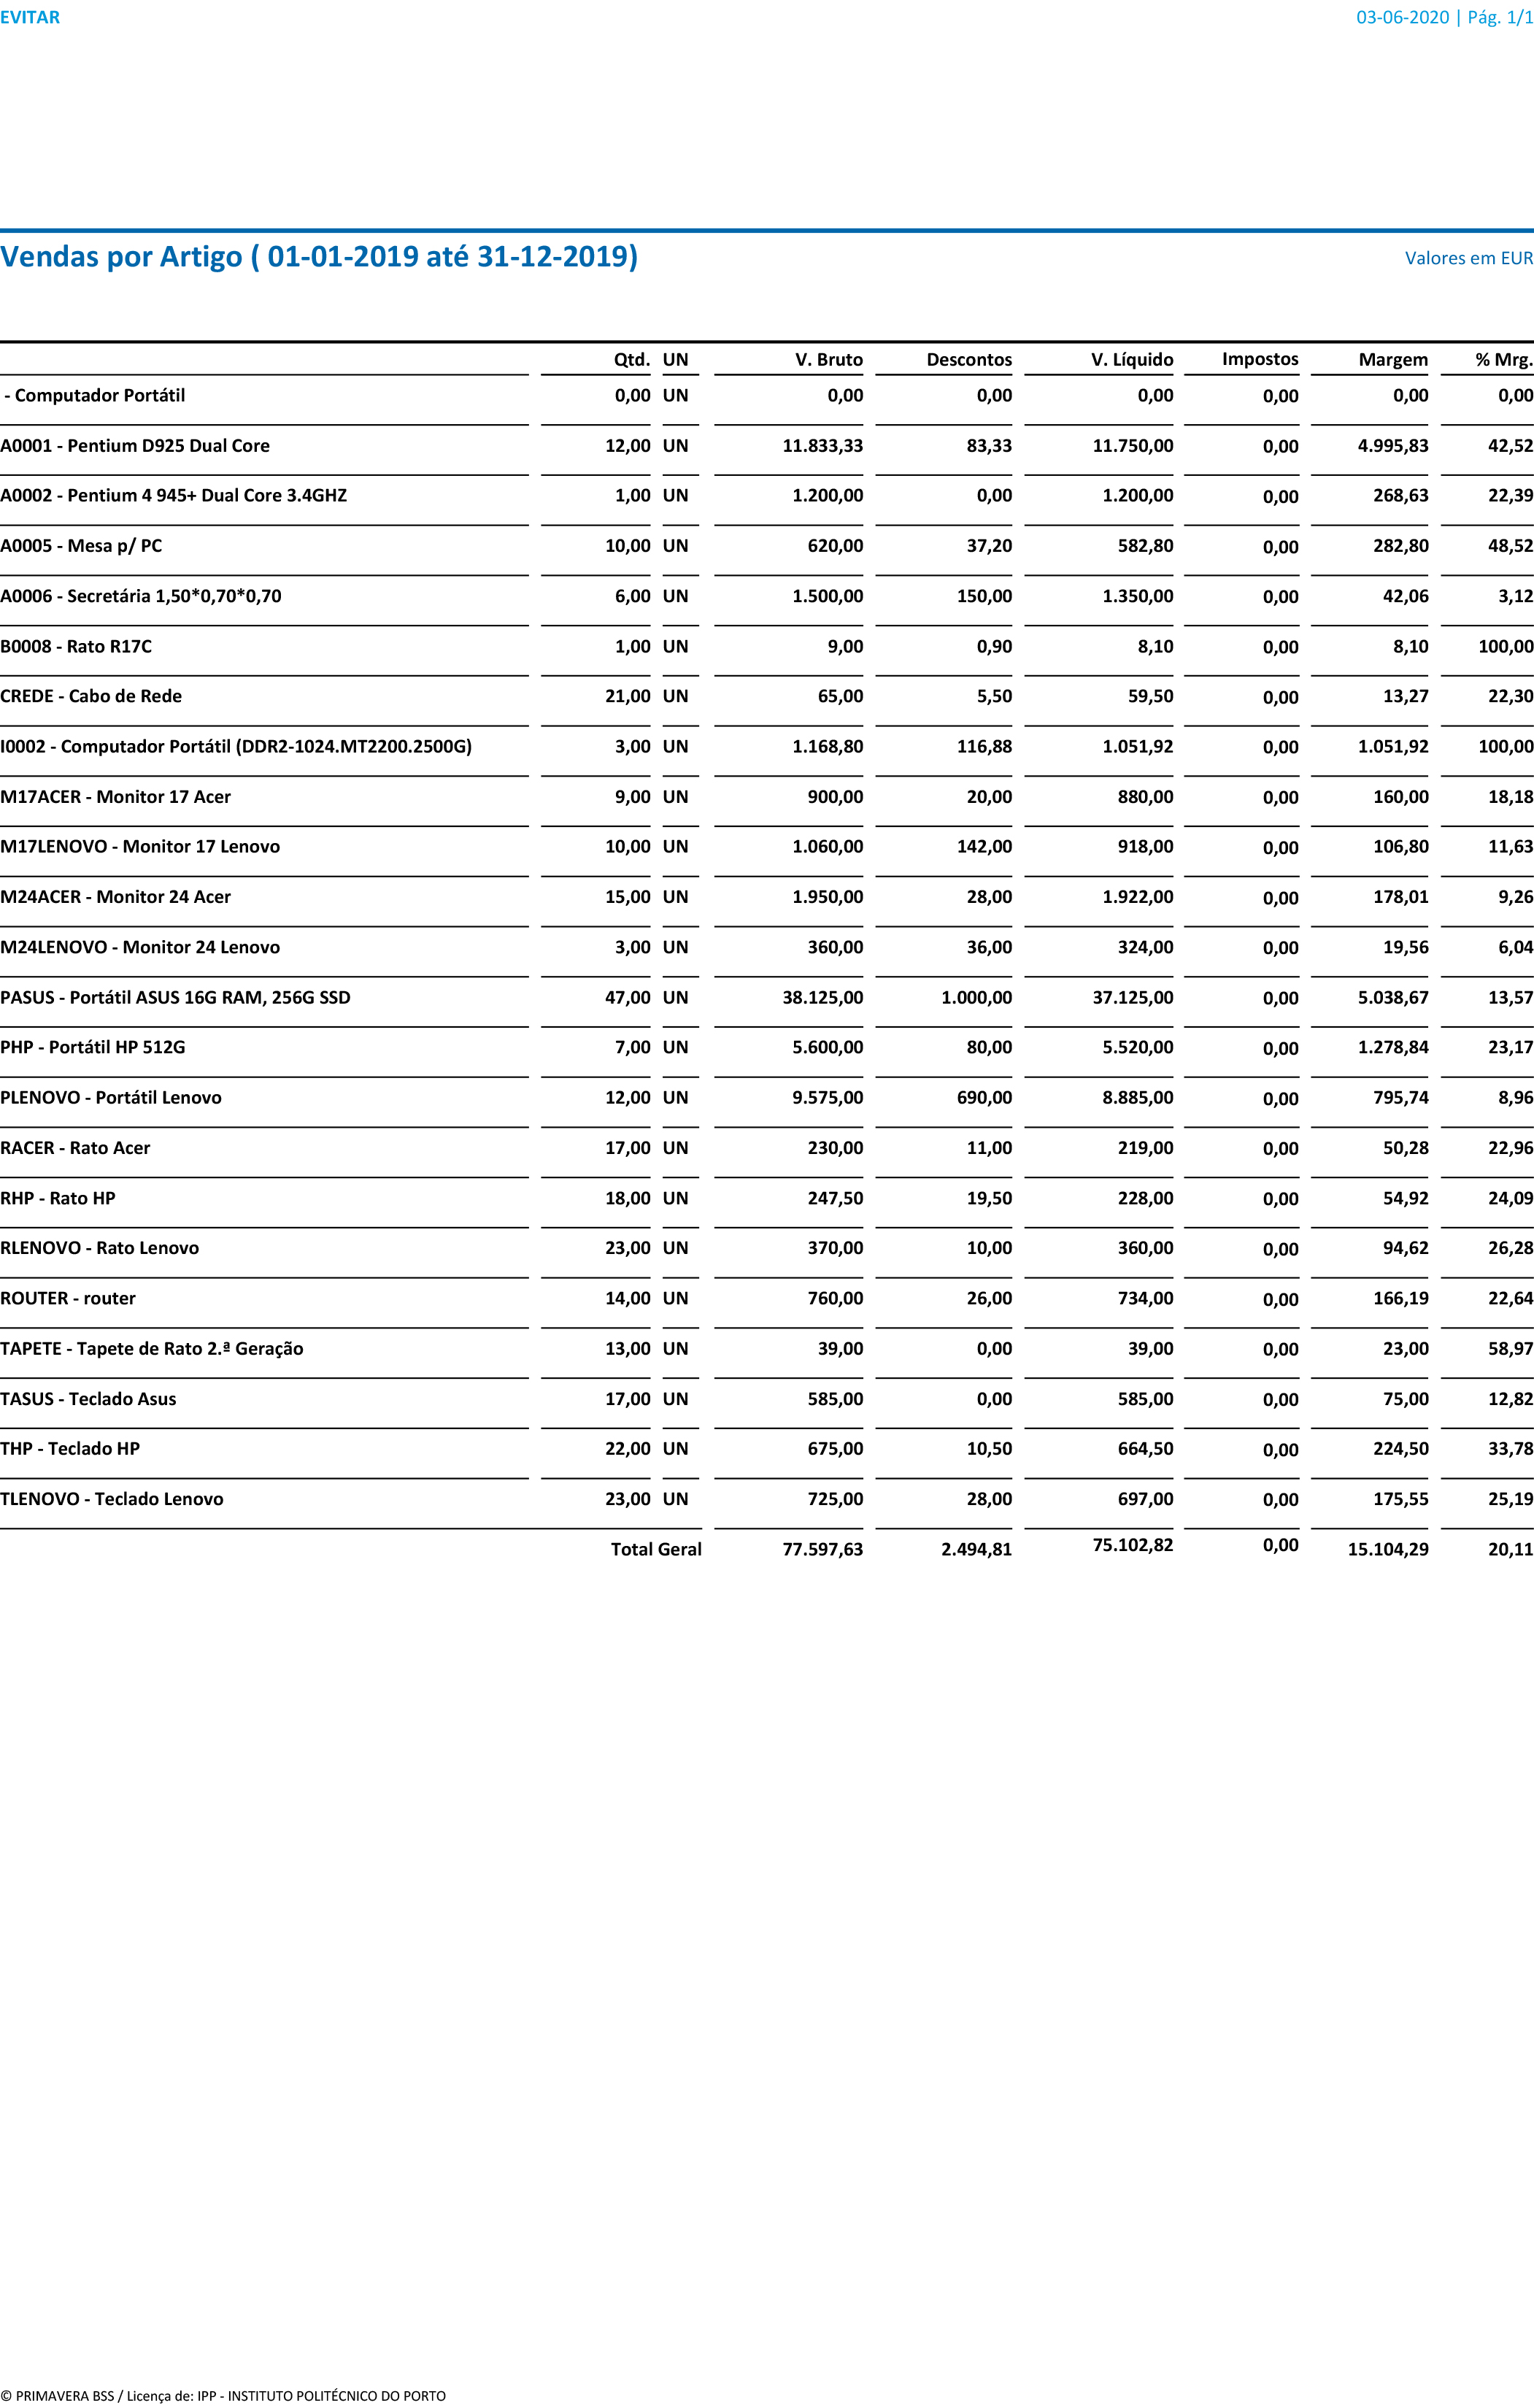 EVITAR 03-06-2020 | Pág. 1/1
Vendas por Artigo ( 01-01-2019 até 31-12-2019) Valores em EUR
Qtd. UN V. Bruto Descontos V. Líquido Impostos Margem % Mrg.
- Computador Portátil 0,00 UN 0,00 0,00 0,00 0,00 0,00 0,00
A0001 - Pentium D925 Dual Core 12,00 UN 11.833,33 83,33 11.750,00 0,00 4.995,83 42,52
A0002 - Pentium 4 945+ Dual Core 3.4GHZ 1,00 UN 1.200,00 0,00 1.200,00 0,00 268,63 22,39
A0005 - Mesa p/ PC 10,00 UN 620,00 37,20 582,80 0,00 282,80 48,52
A0006 - Secretária 1,50*0,70*0,70 6,00 UN 1.500,00 150,00 1.350,00 0,00 42,06 3,12
B0008 - Rato R17C 1,00 UN 9,00 0,90 8,10 0,00 8,10 100,00
CREDE - Cabo de Rede 21,00 UN 65,00 5,50 59,50 0,00 13,27 22,30
I0002 - Computador Portátil (DDR2-1024.MT2200.2500G) 3,00 UN 1.168,80 116,88 1.051,92 0,00 1.051,92 100,00
M17ACER - Monitor 17 Acer 9,00 UN 900,00 20,00 880,00 0,00 160,00 18,18
M17LENOVO - Monitor 17 Lenovo 10,00 UN 1.060,00 142,00 918,00 0,00 106,80 11,63
M24ACER - Monitor 24 Acer 15,00 UN 1.950,00 28,00 1.922,00 0,00 178,01 9,26
M24LENOVO - Monitor 24 Lenovo 3,00 UN 360,00 36,00 324,00 0,00 19,56 6,04
PASUS - Portátil ASUS 16G RAM, 256G SSD 47,00 UN 38.125,00 1.000,00 37.125,00 0,00 5.038,67 13,57
PHP - Portátil HP 512G 7,00 UN 5.600,00 80,00 5.520,00 0,00 1.278,84 23,17
PLENOVO - Portátil Lenovo 12,00 UN 9.575,00 690,00 8.885,00 0,00 795,74 8,96
RACER - Rato Acer 17,00 UN 230,00 11,00 219,00 0,00 50,28 22,96
RHP - Rato HP 18,00 UN 247,50 19,50 228,00 0,00 54,92 24,09
RLENOVO - Rato Lenovo 23,00 UN 370,00 10,00 360,00 0,00 94,62 26,28
ROUTER - router 14,00 UN 760,00 26,00 734,00 0,00 166,19 22,64
TAPETE - Tapete de Rato 2.ª Geração 13,00 UN 39,00 0,00 39,00 0,00 23,00 58,97
TASUS - Teclado Asus 17,00 UN 585,00 0,00 585,00 0,00 75,00 12,82
THP - Teclado HP 22,00 UN 675,00 10,50 664,50 0,00 224,50 33,78
TLENOVO - Teclado Lenovo 23,00 UN 725,00 28,00 697,00 0,00 175,55 25,19
Total Geral 77.597,63 2.494,81 75.102,82 0,00 15.104,29 20,11
© PRIMAVERA BSS / Licença de: IPP - INSTITUTO POLITÉCNICO DO PORTO